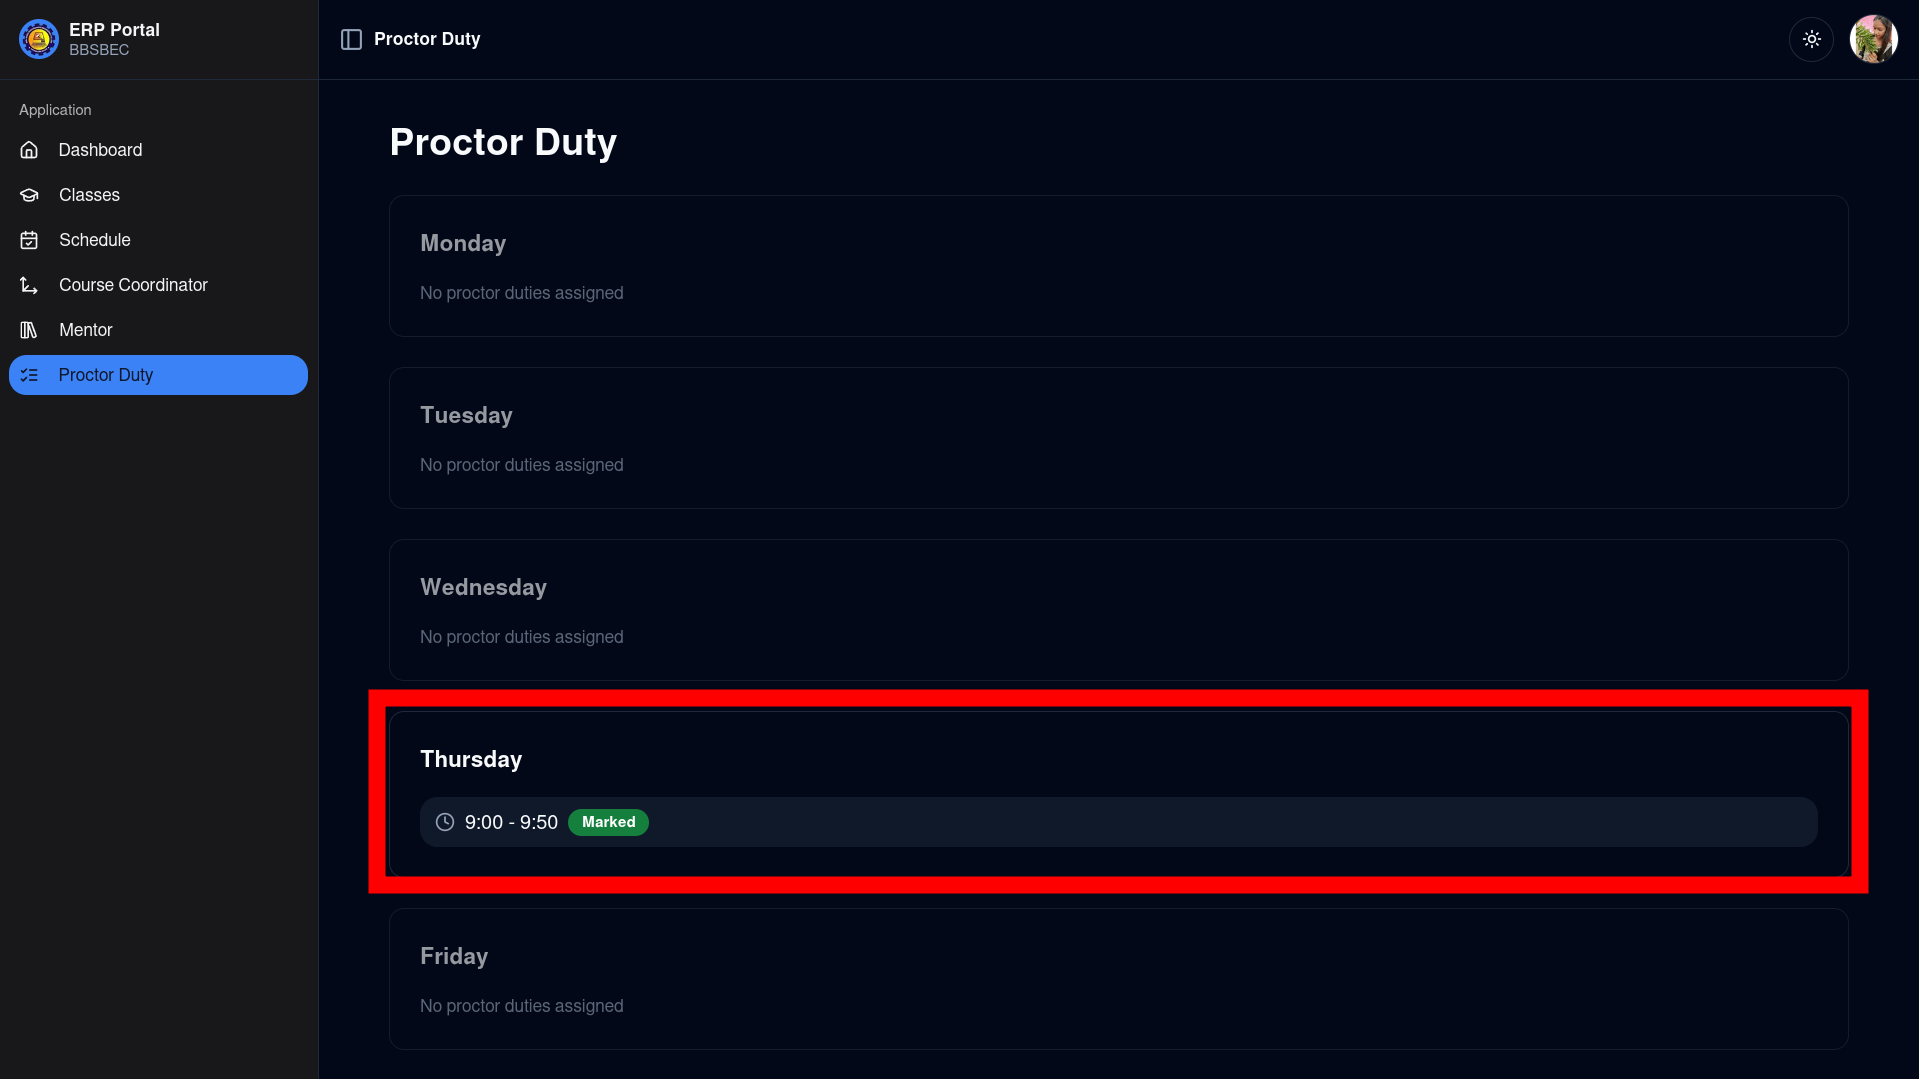 ERP Portal
BBSBEC
Application
Dashboard
Classes
Schedule
Course Coordinator
Mentor
Proctor Duty
Proctor Duty
Proctor Duty
Monday
No proctor duties assigned
Tuesday
No proctor duties assigned
Wednesday
No proctor duties assigned
Thursday
9:00 - 9:50 Marked
Friday
No proctor duties assigned